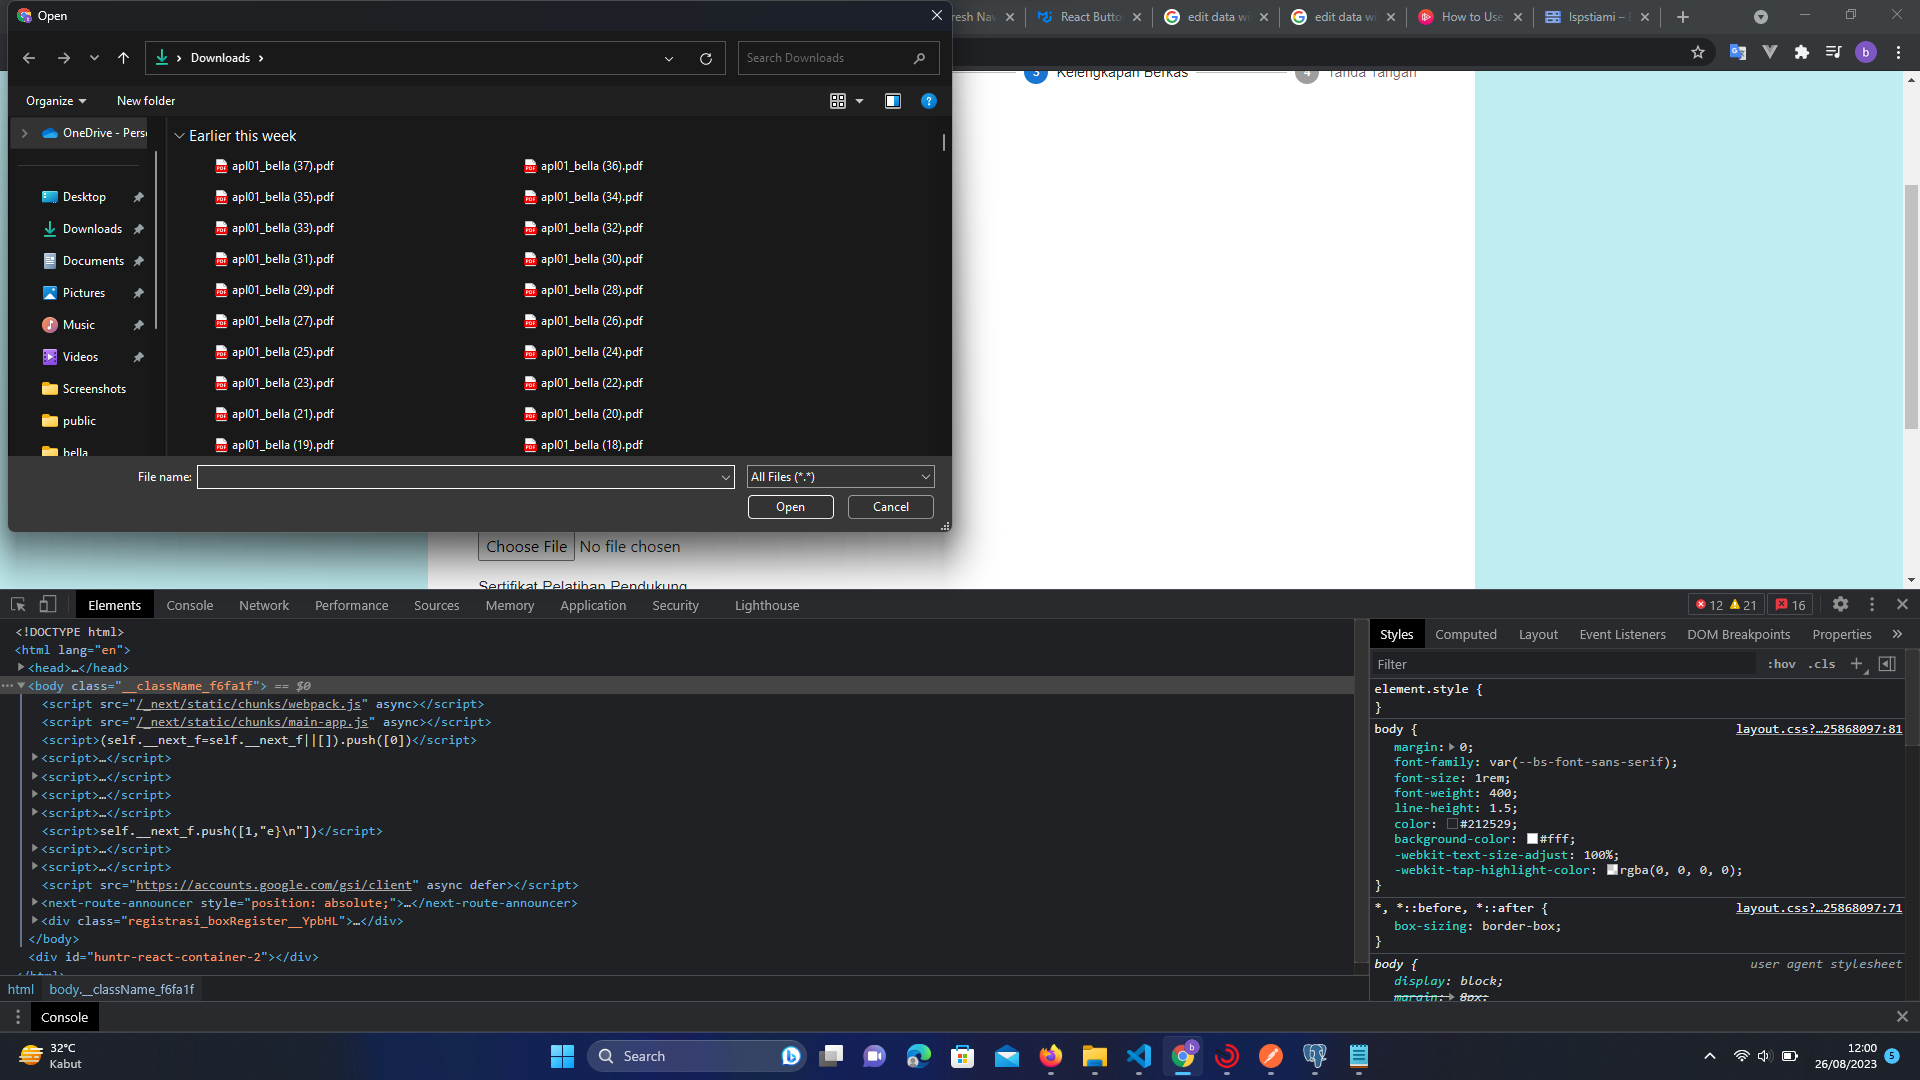 Open
resh Nav
React Butto
edit data wi
edit data wi
How to Use
lspstiami –
Downloads
Search Downloads
b
Organize
New folder
3 Kelengkapan Berkas
4 Tanda Tangan
OneDrive - Pers
Desktop
Downloads
Documents
Pictures
Music
Videos
Screenshots
public
bella
Earlier this week
apl01_bella (37).pdf
apl01_bella (36).pdf
apl01_bella (35).pdf
apl01_bella (34).pdf
apl01_bella (33).pdf
apl01_bella (32).pdf
apl01_bella (31).pdf
apl01_bella (30).pdf
apl01_bella (29).pdf
apl01_bella (28).pdf
apl01_bella (27).pdf
apl01_bella (26).pdf
apl01_bella (25).pdf
apl01_bella (24).pdf
apl01_bella (23).pdf
apl01_bella (22).pdf
apl01_bella (21).pdf
apl01_bella (20).pdf
apl01_bella (19).pdf
apl01_bella (18).pdf
File name:
All Files (*.*)
Open
Cancel
Choose File No file chosen
Sertifikat Pelatihan Pendukung
Elements Console Network Performance Sources Memory Application Security Lighthouse
12 21 16
<!DOCTYPE html>
<html lang="en">
<head>…</head>
<body class="__className_f6fa1f"> == $0
<script src="/_next/static/chunks/webpack.js" async></script>
<script src="/_next/static/chunks/main-app.js" async></script>
<script>(self.__next_f=self.__next_f||[]).push([0])</script>
<script>…</script>
<script>…</script>
<script>…</script>
<script>…</script>
<script>self.__next_f.push([1,"e}\n"])</script>
<script>…</script>
<script>…</script>
<script src="https://accounts.google.com/gsi/client" async defer></script>
<next-route-announcer style="position: absolute;">…</next-route-announcer>
<div class="registrasi_boxRegister__YpbHL">…</div>
</body>
<div id="huntr-react-container-2"></div>
</html>
html body.__className_f6fa1f
Styles Computed Layout Event Listeners DOM Breakpoints Properties
Filter
:hov .cls
element.style {
}
body {
layout.css?…25868097:81
margin: 0;
font-family: var(--bs-font-sans-serif);
font-size: 1rem;
font-weight: 400;
line-height: 1.5;
color: #212529;
background-color: #fff;
-webkit-text-size-adjust: 100%;
-webkit-tap-highlight-color: rgba(0, 0, 0, 0);
}
*, *::before, *::after {
layout.css?…25868097:71
box-sizing: border-box;
}
body {
user agent stylesheet
display: block;
margin: 8px;
Console
32°C
Kabut
Search
b
12:00
26/08/2023
5